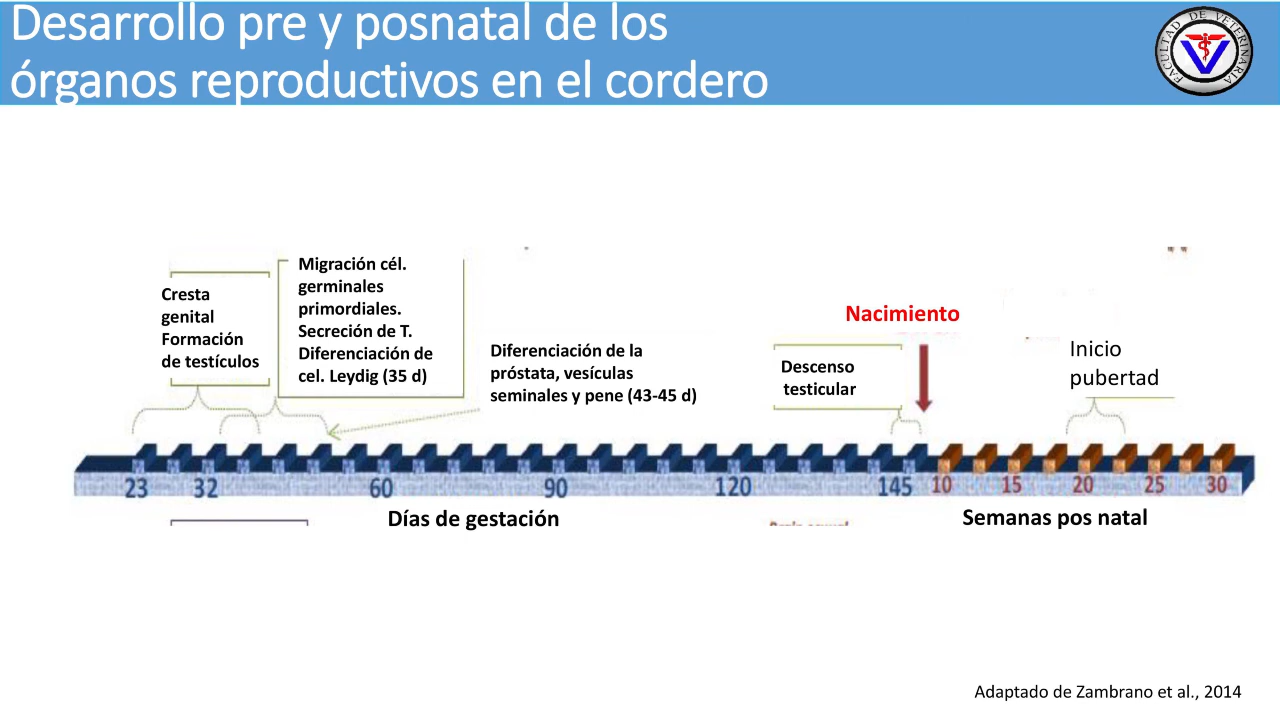 Desarrollo pre y posnatal de los
órganos reproductivos en el cordero
FACULTAD DE VETERINARIA
Cresta
genital
Formación
de testículos
Migración cél.
germinales
primordiales.
Secreción de T.
Diferenciación de
cel. Leydig (35 d)
Diferenciación de la
próstata, vesículas
seminales y pene (43-45 d)
Descenso
testicular
Nacimiento
Inicio
pubertad
23 32 60 90 120 145 10 15 20 25 30
Días de gestación
Semanas pos natal
Adaptado de Zambrano et al., 2014